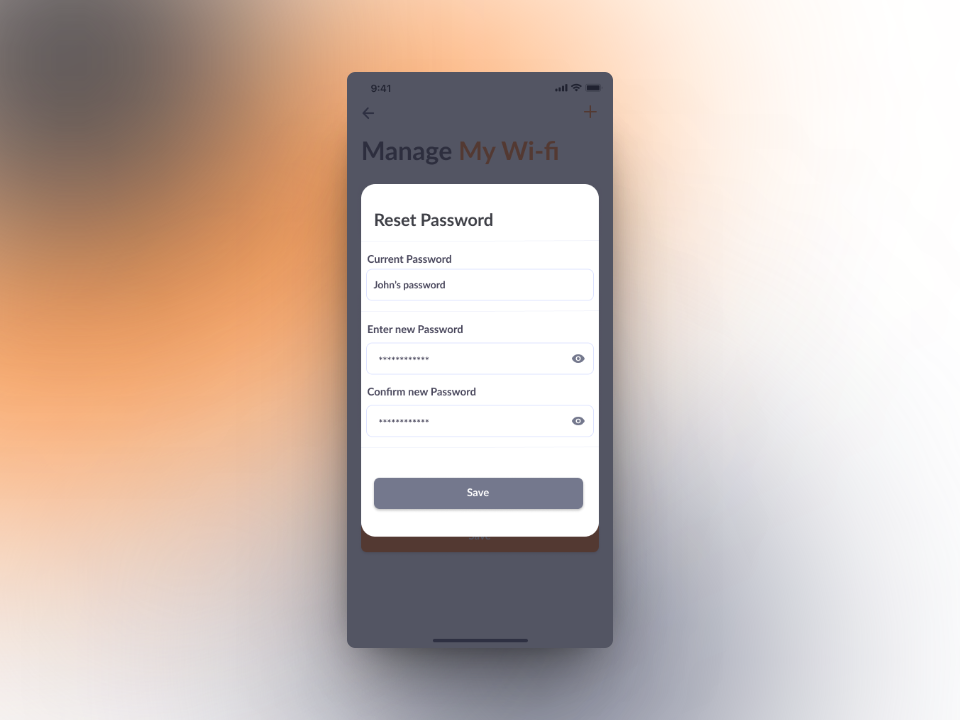 9:41
Manage My Wi-fi
Reset Password
Current Password
John's password
Enter new Password
************
Confirm new Password
************
Save